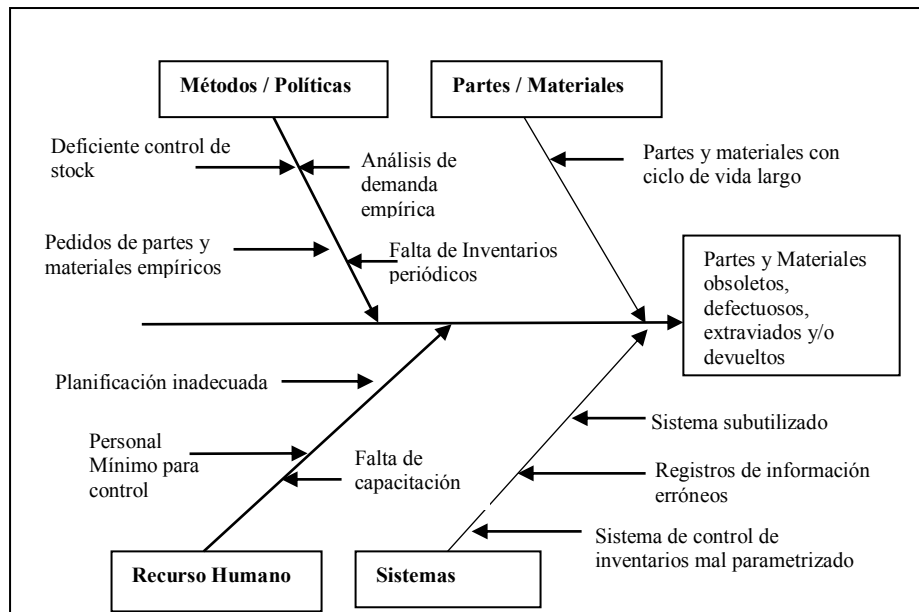 Métodos / Políticas
Partes / Materiales
Deficiente control de
stock
Análisis de
demanda
empírica
Partes y materiales con
ciclo de vida largo
Pedidos de partes y
materiales empíricos
Falta de Inventarios
periódicos
Partes y Materiales
obsoletos,
defectuosos,
extraviados y/o
devueltos
Planificación inadecuada
Personal
Mínimo para
control
Falta de
capacitación
Sistema subutilizado
Registros de información
erróneos
Sistema de control de
inventarios mal parametrizado
Recurso Humano
Sistemas